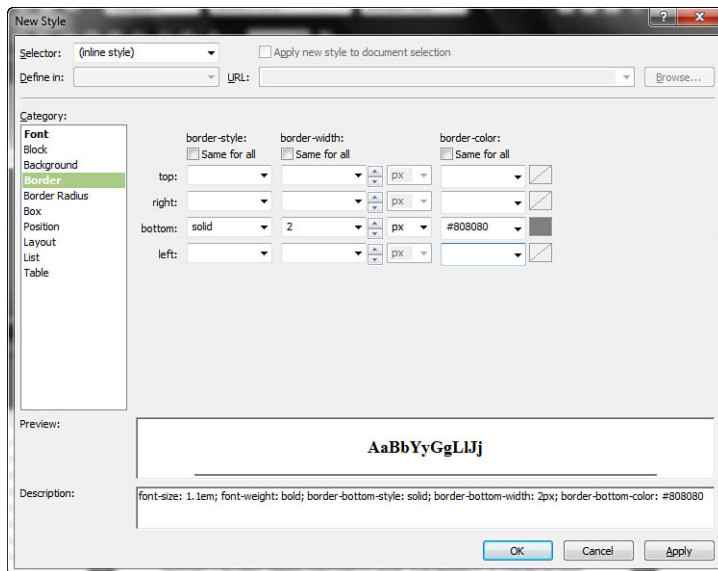 New Style
Selector: (inline style) Apply new style to document selection
Define in: URL: Browse...
Category:
Font
Block
Background
Border
Border Radius
Box
Position
Layout
List
Table
border-style: border-width: border-color:
Same for all Same for all Same for all
top: px
right: px
bottom: solid 2 px #808080
left: px
Preview:
AaBbYyGgLlJj
Description:
font-size: 1.1em; font-weight: bold; border-bottom-style: solid; border-bottom-width: 2px; border-bottom-color: #808080
OK Cancel Apply